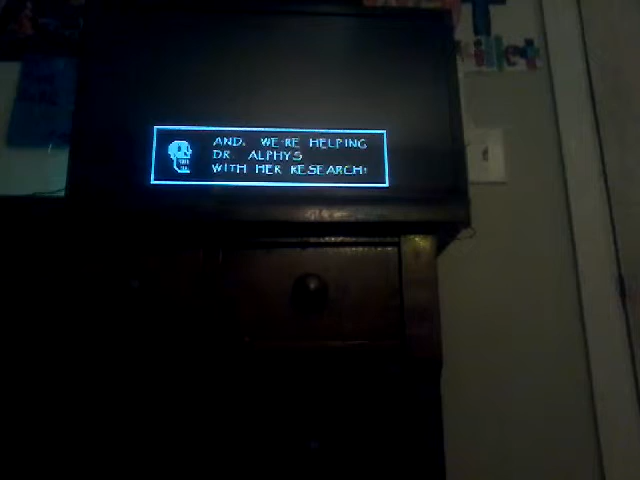 AND, WE'RE HELPING
DR. ALPHYS
WITH HER RESEARCH!